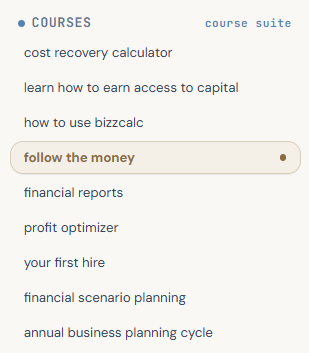 COURSES course suite
cost recovery calculator
learn how to earn access to capital
how to use bizzcalc
follow the money
financial reports
profit optimizer
your first hire
financial scenario planning
annual business planning cycle